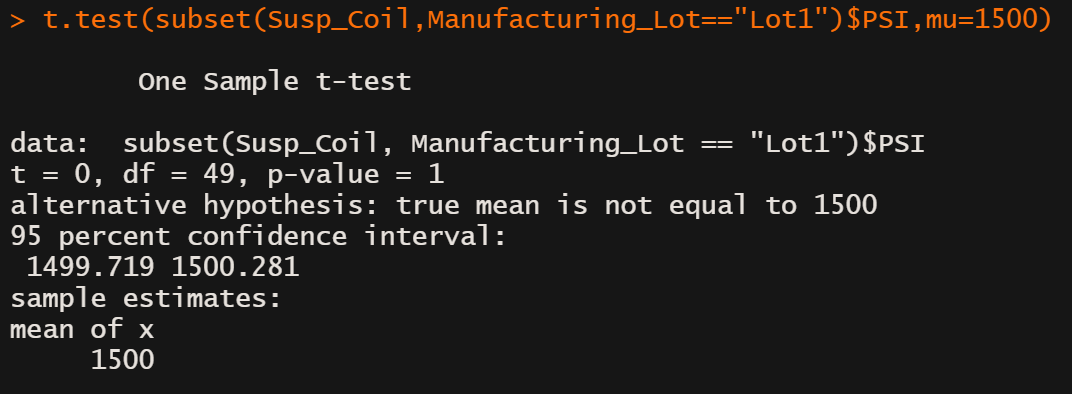 > t.test(subset(Susp_Coil,Manufacturing_Lot=="Lot1")$PSI,mu=1500)
One Sample t-test
data:  subset(Susp_Coil, Manufacturing_Lot == "Lot1")$PSI
t = 0, df = 49, p-value = 1
alternative hypothesis: true mean is not equal to 1500
95 percent confidence interval:
 1499.719 1500.281
sample estimates:
mean of x
     1500